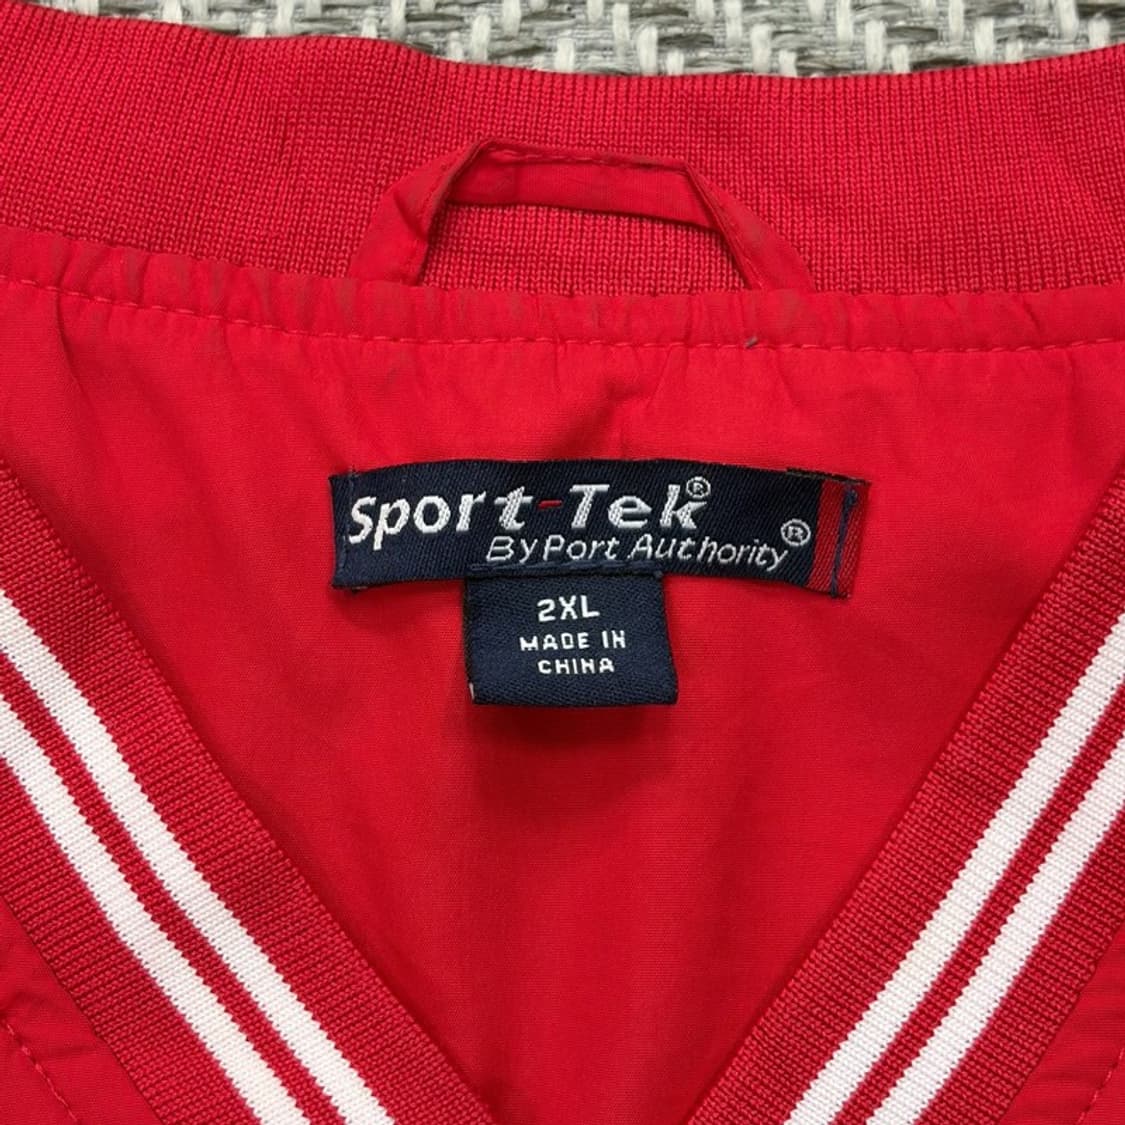 Sport-Tek®
By Port Authority®
2XL
MADE IN
CHINA